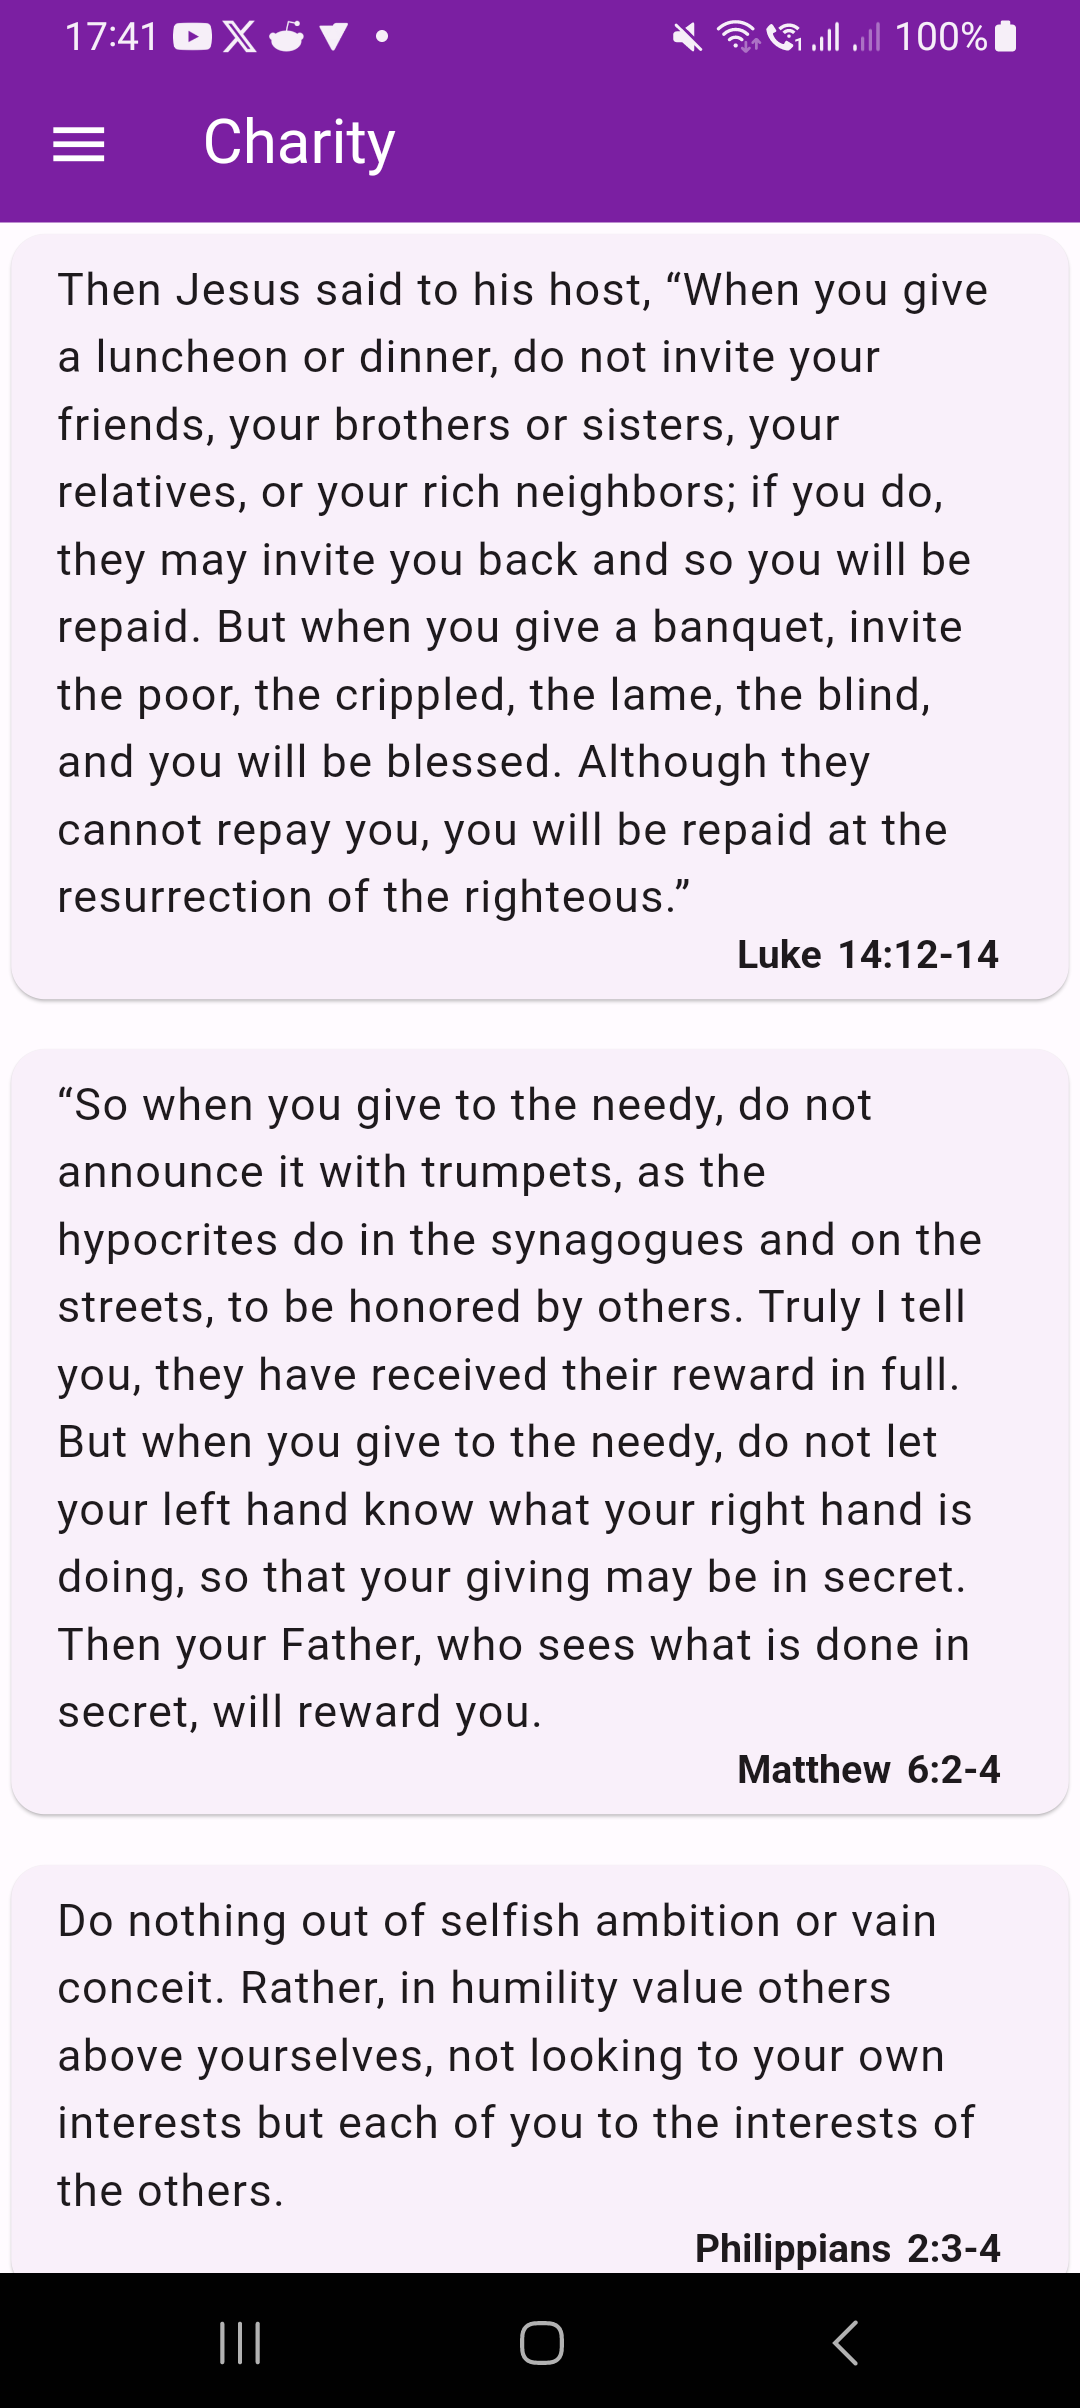 17:41 100%
Charity
Then Jesus said to his host, “When you give
a luncheon or dinner, do not invite your
friends, your brothers or sisters, your
relatives, or your rich neighbors; if you do,
they may invite you back and so you will be
repaid. But when you give a banquet, invite
the poor, the crippled, the lame, the blind,
and you will be blessed. Although they
cannot repay you, you will be repaid at the
resurrection of the righteous.”
Luke 14:12-14
“So when you give to the needy, do not
announce it with trumpets, as the
hypocrites do in the synagogues and on the
streets, to be honored by others. Truly I tell
you, they have received their reward in full.
But when you give to the needy, do not let
your left hand know what your right hand is
doing, so that your giving may be in secret.
Then your Father, who sees what is done in
secret, will reward you.
Matthew 6:2-4
Do nothing out of selfish ambition or vain
conceit. Rather, in humility value others
above yourselves, not looking to your own
interests but each of you to the interests of
the others.
Philippians 2:3-4